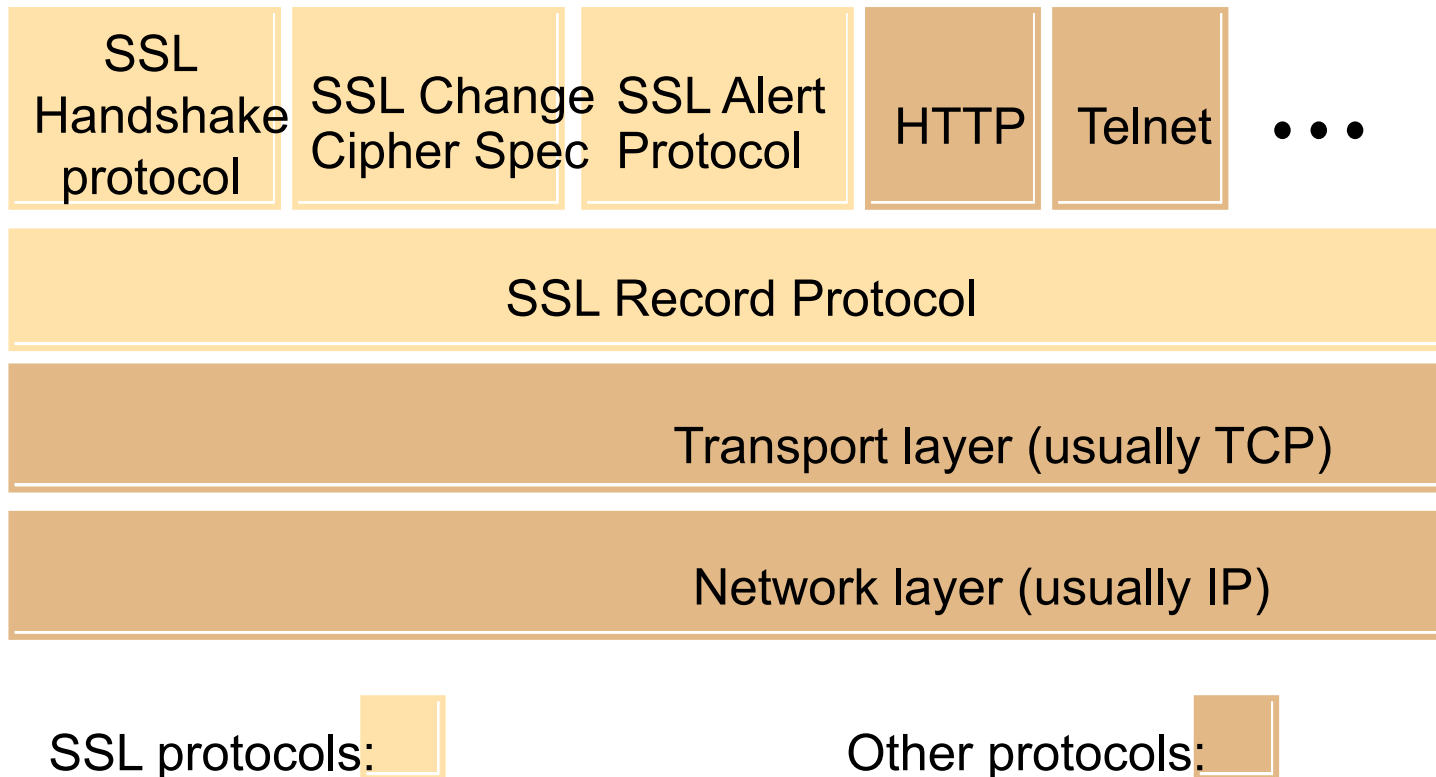 SSL
Handshake
protocol
SSL Change
Cipher Spec
SSL Alert
Protocol
HTTP
Telnet
...
SSL Record Protocol
Transport layer (usually TCP)
Network layer (usually IP)
SSL protocols:
Other protocols: